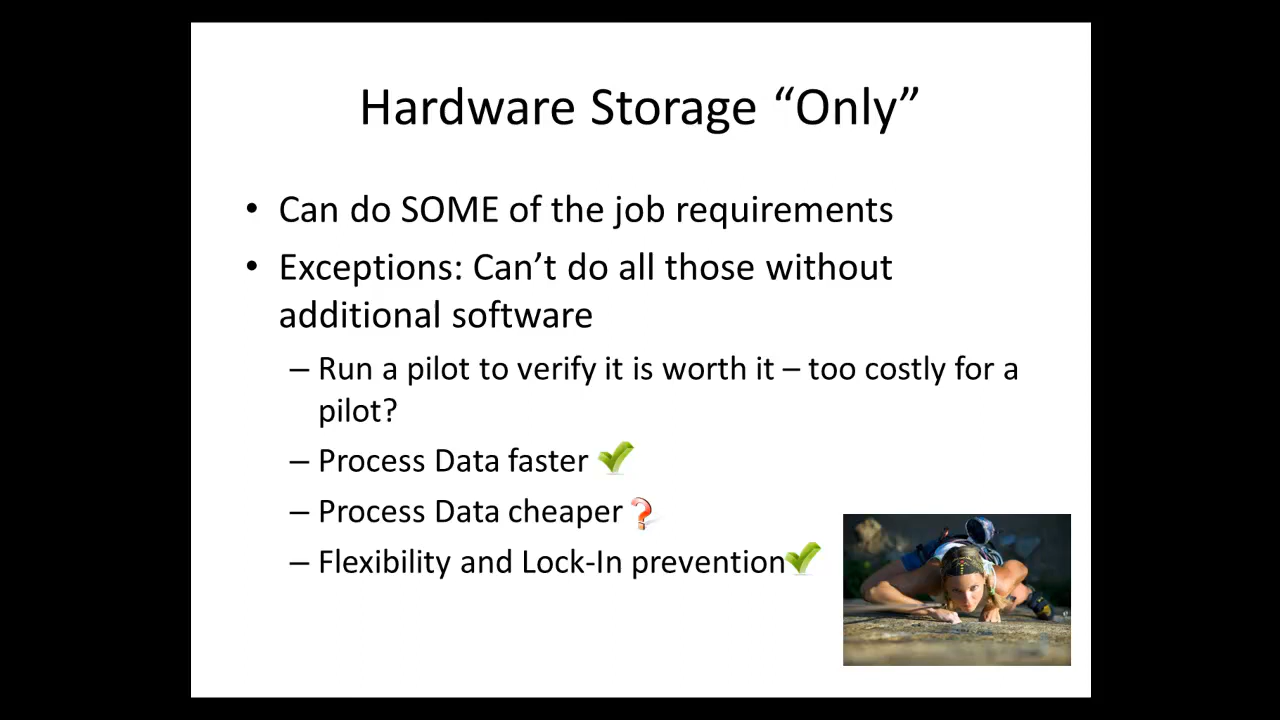 Hardware Storage “Only”
• Can do SOME of the job requirements
• Exceptions: Can’t do all those without
additional software
– Run a pilot to verify it is worth it – too costly for a
pilot?
– Process Data faster
– Process Data cheaper ?
– Flexibility and Lock-In prevention